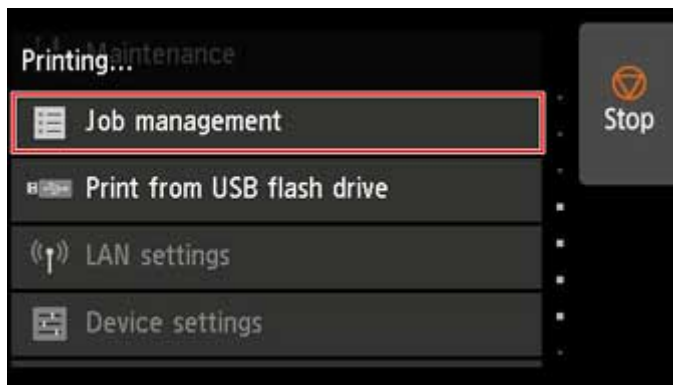 Maintenance
Printing...
Job management
Stop
Print from USB flash drive
LAN settings
Device settings